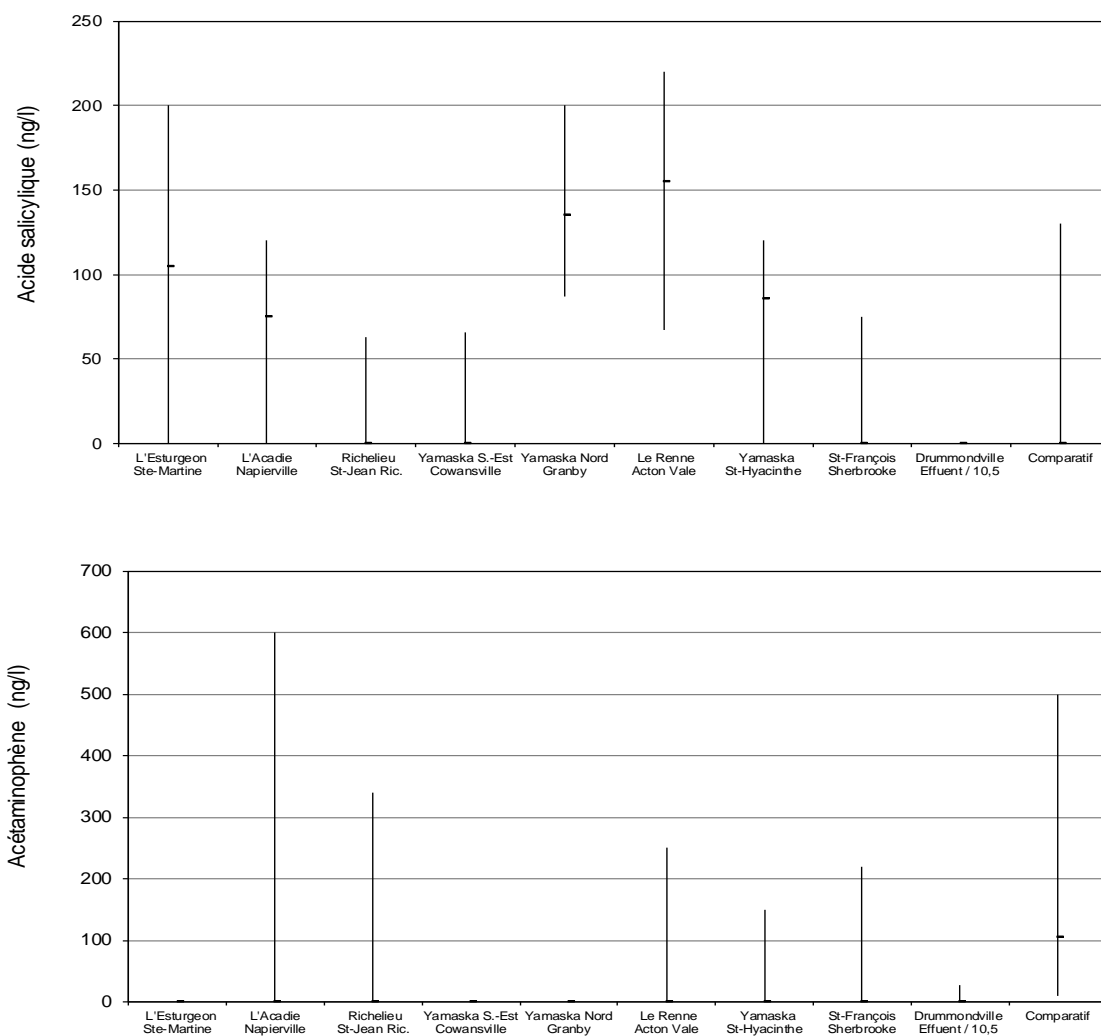 250
200
150
100
50
0
Acide salicylique (ng/l)
L'Esturgeon L'Acadie Richelieu Yamaska S.-Est Yamaska Nord Le Renne Yamaska St-François Drummondville Comparatif
Ste-Martine Napierville St-Jean Ric. Cowansville Granby Acton Vale St-Hyacinthe Sherbrooke Effuent / 10,5
700
600
500
400
300
200
100
0
Acétaminophène (ng/l)
L'Esturgeon L'Acadie Richelieu Yamaska S.-Est Yamaska Nord Le Renne Yamaska St-François Drummondville Comparatif
Ste-Martine Napierville St-Jean Ric. Cowansville Granby Acton Vale St-Hyacinthe Sherbrooke Effuent / 10,5